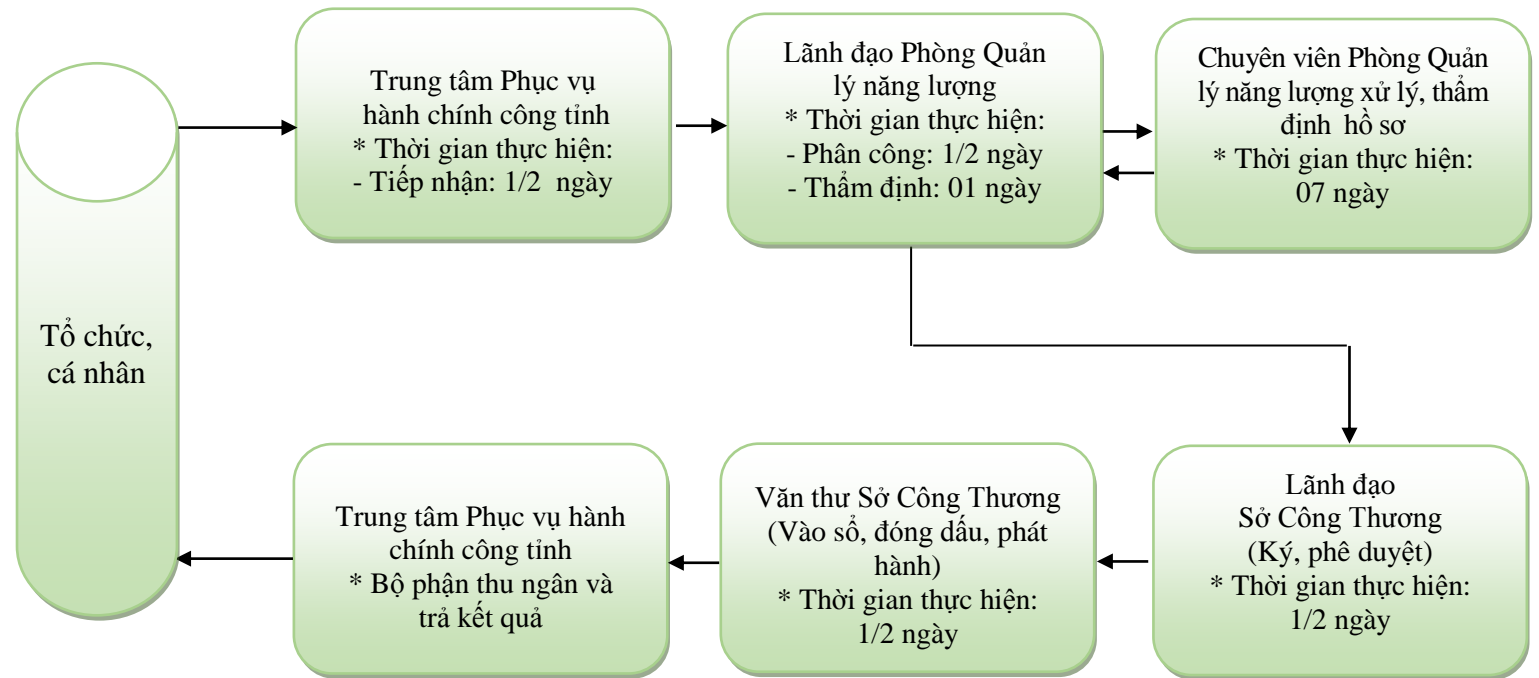 Tổ chức,
cá nhân
Trung tâm Phục vụ
hành chính công tỉnh
* Thời gian thực hiện:
- Tiếp nhận: 1/2 ngày
Lãnh đạo Phòng Quản
lý năng lượng
* Thời gian thực hiện:
- Phân công: 1/2 ngày
- Thẩm định: 01 ngày
Chuyên viên Phòng Quản
lý năng lượng xử lý, thẩm
định hồ sơ
* Thời gian thực hiện:
07 ngày
Lãnh đạo
Sở Công Thương
(Ký, phê duyệt)
* Thời gian thực hiện:
1/2 ngày
Văn thư Sở Công Thương
(Vào sổ, đóng dấu, phát
hành)
* Thời gian thực hiện:
1/2 ngày
Trung tâm Phục vụ hành
chính công tỉnh
* Bộ phận thu ngân và
trả kết quả